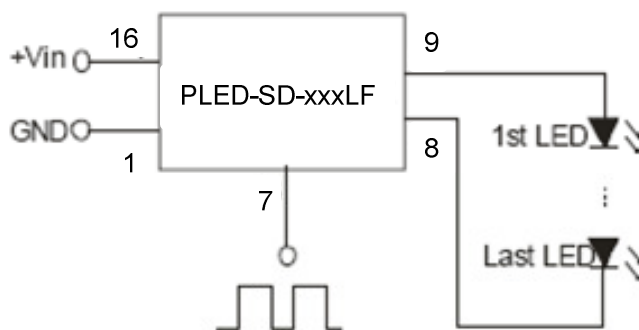 16
9
+Vin
PLED-SD-xxxLF
GND
1st LED
1
8
7
Last LED